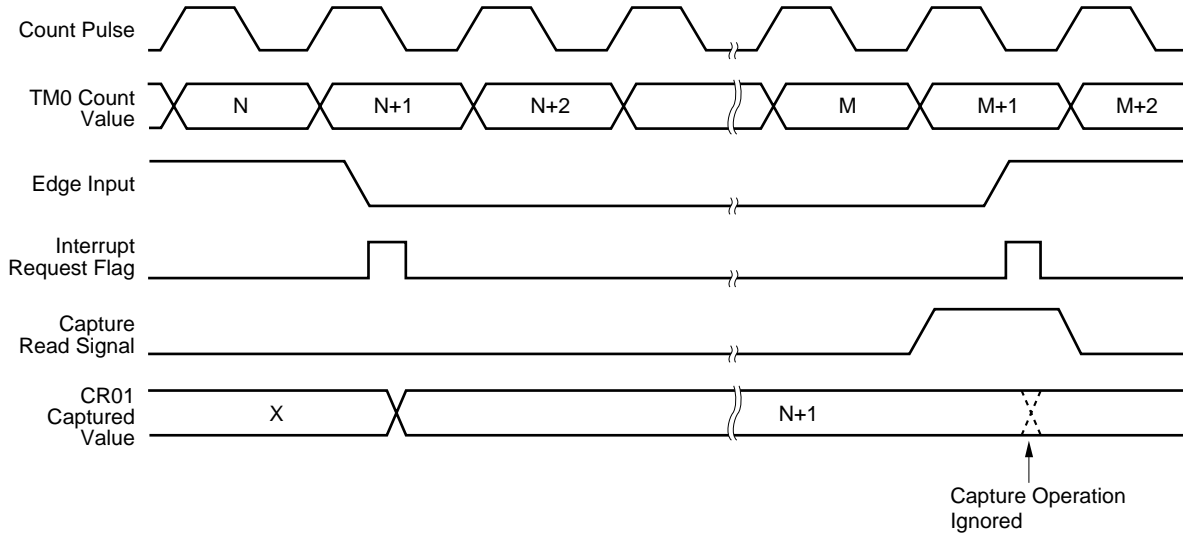 Count Pulse
TM0 Count
Value
N
N+1
N+2
M
M+1
M+2
Edge Input
Interrupt
Request Flag
Capture
Read Signal
CR01
Captured
Value
X
N+1
Capture Operation
Ignored